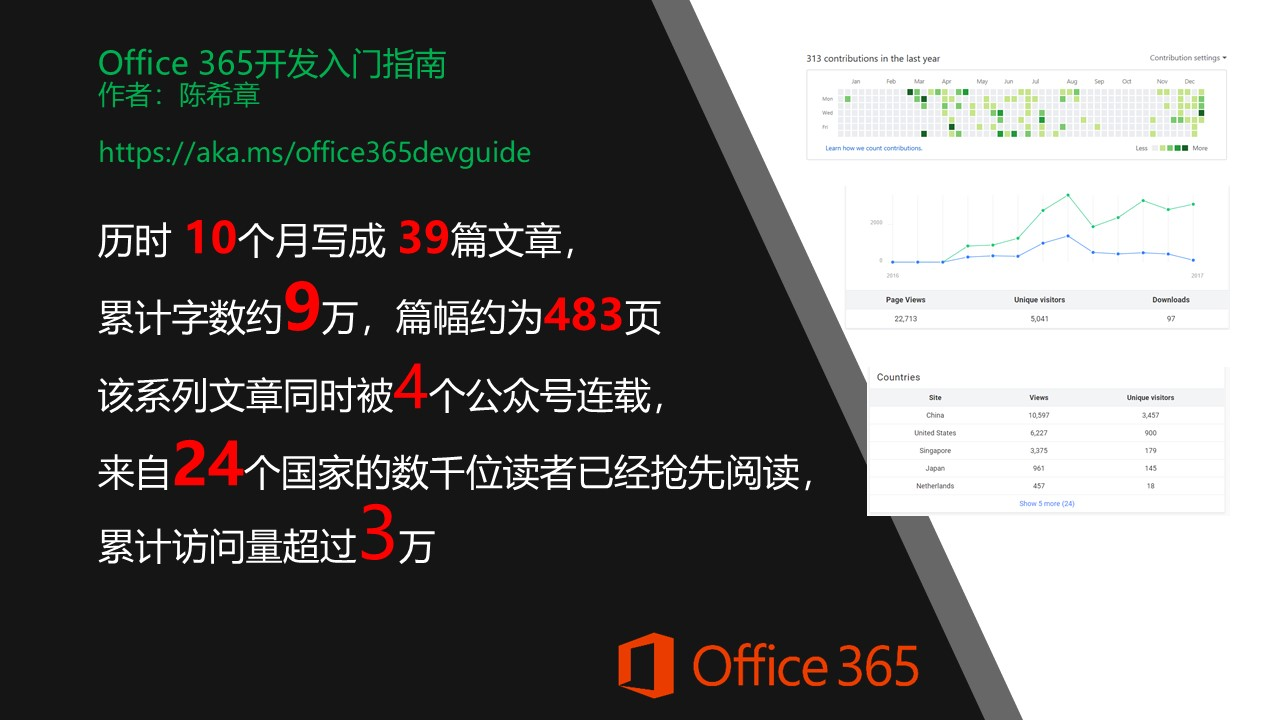 Office 365开发入门指南
作者：陈希章
https://aka.ms/office365devguide
历时 10个月写成 39篇文章，
累计字数约9万，篇幅约为483页
该系列文章同时被4个公众号连载，
来自24个国家的数千位读者已经抢先阅读，
累计访问量超过3万
Office 365
313 contributions in the last year
Contribution settings
Jan Feb Mar Apr May Jun Jul Aug Sep Oct Nov Dec
Mon
Wed
Fri
Learn how we count contributions.
Less More
2000
0
2016 2017
Page Views Unique visitors Downloads
22,713 5,041 97
Countries
Site Views Unique visitors
China 10,597 3,457
United States 6,227 900
Singapore 3,375 179
Japan 961 145
Netherlands 457 18
Show 5 more (24)